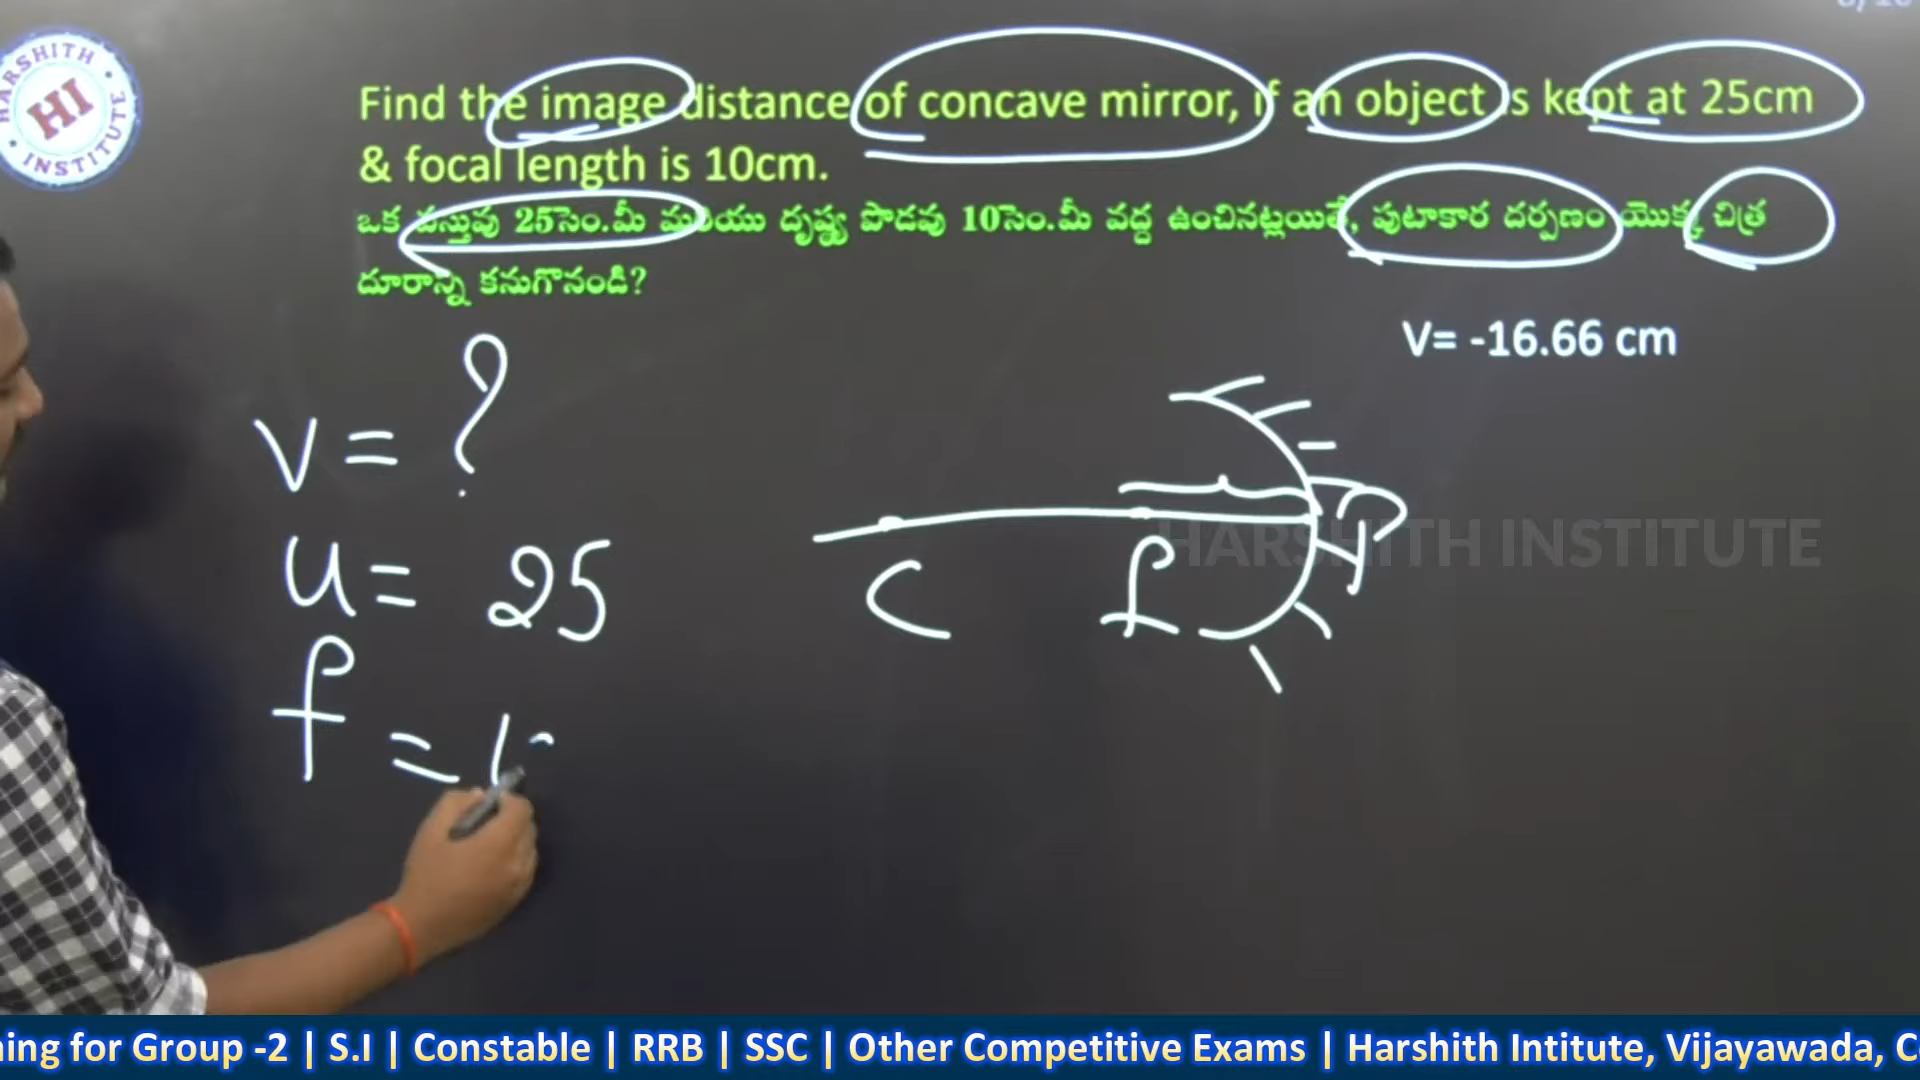 HARSHITH
HI
INSTITUTE
Find the image distance of concave mirror, if an object is kept at 25cm
& focal length is 10cm.
ఒక వస్తువు 25సెం.మీ మరియు దృష్ట్య పొడవు 10సెం.మీ వద్ద ఉంచినట్లయితే, పుటాకార దర్పణం యొక్క చిత్ర
దూరాన్ని కనుగొనండి?
V= -16.66 cm
v = ?
u = 25
f =
C f P
HARSHITH INSTITUTE
ing for Group -2 | S.I | Constable | RRB | SSC | Other Competitive Exams | Harshith Intitute, Vijayawada, C